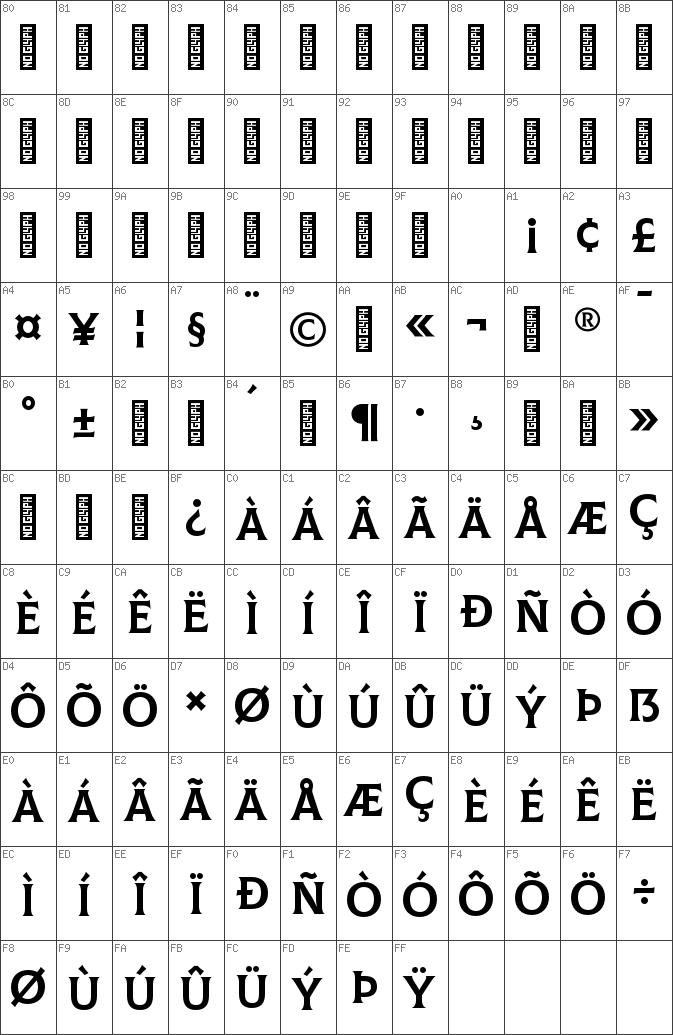 80 81 82 83 84 85 86 87 88 89 8A 8B
NO GLYPH NO GLYPH NO GLYPH NO GLYPH NO GLYPH NO GLYPH NO GLYPH NO GLYPH NO GLYPH NO GLYPH NO GLYPH NO GLYPH
8C 8D 8E 8F 90 91 92 93 94 95 96 97
NO GLYPH NO GLYPH NO GLYPH NO GLYPH NO GLYPH NO GLYPH NO GLYPH NO GLYPH NO GLYPH NO GLYPH NO GLYPH NO GLYPH
98 99 9A 9B 9C 9D 9E 9F A0 A1 A2 A3
NO GLYPH NO GLYPH NO GLYPH NO GLYPH NO GLYPH NO GLYPH NO GLYPH NO GLYPH ¡ ¢ £
A4 A5 A6 A7 A8 A9 AA AB AC AD AE AF
¤ ¥ ¦ § ¨ © NO GLYPH « ¬ NO GLYPH ® ¯
B0 B1 B2 B3 B4 B5 B6 B7 B8 B9 BA BB
° ± NO GLYPH NO GLYPH ´ NO GLYPH ¶ · ¸ NO GLYPH NO GLYPH »
BC BD BE BF C0 C1 C2 C3 C4 C5 C6 C7
NO GLYPH NO GLYPH NO GLYPH ¿ À Á Â Ã Ä Å Æ Ç
C8 C9 CA CB CC CD CE CF D0 D1 D2 D3
È É Ê Ë Ì Í Î Ï Ð Ñ Ò Ó
D4 D5 D6 D7 D8 D9 DA DB DC DD DE DF
Ô Õ Ö × Ø Ù Ú Û Ü Ý Þ ß
E0 E1 E2 E3 E4 E5 E6 E7 E8 E9 EA EB
À Á Â Ã Ä Å Æ Ç È É Ê Ë
EC ED EE EF F0 F1 F2 F3 F4 F5 F6 F7
Ì Í Î Ï Ð Ñ Ò Ó Ô Õ Ö ÷
F8 F9 FA FB FC FD FE FF
Ø Ù Ú Û Ü Ý Þ Ÿ